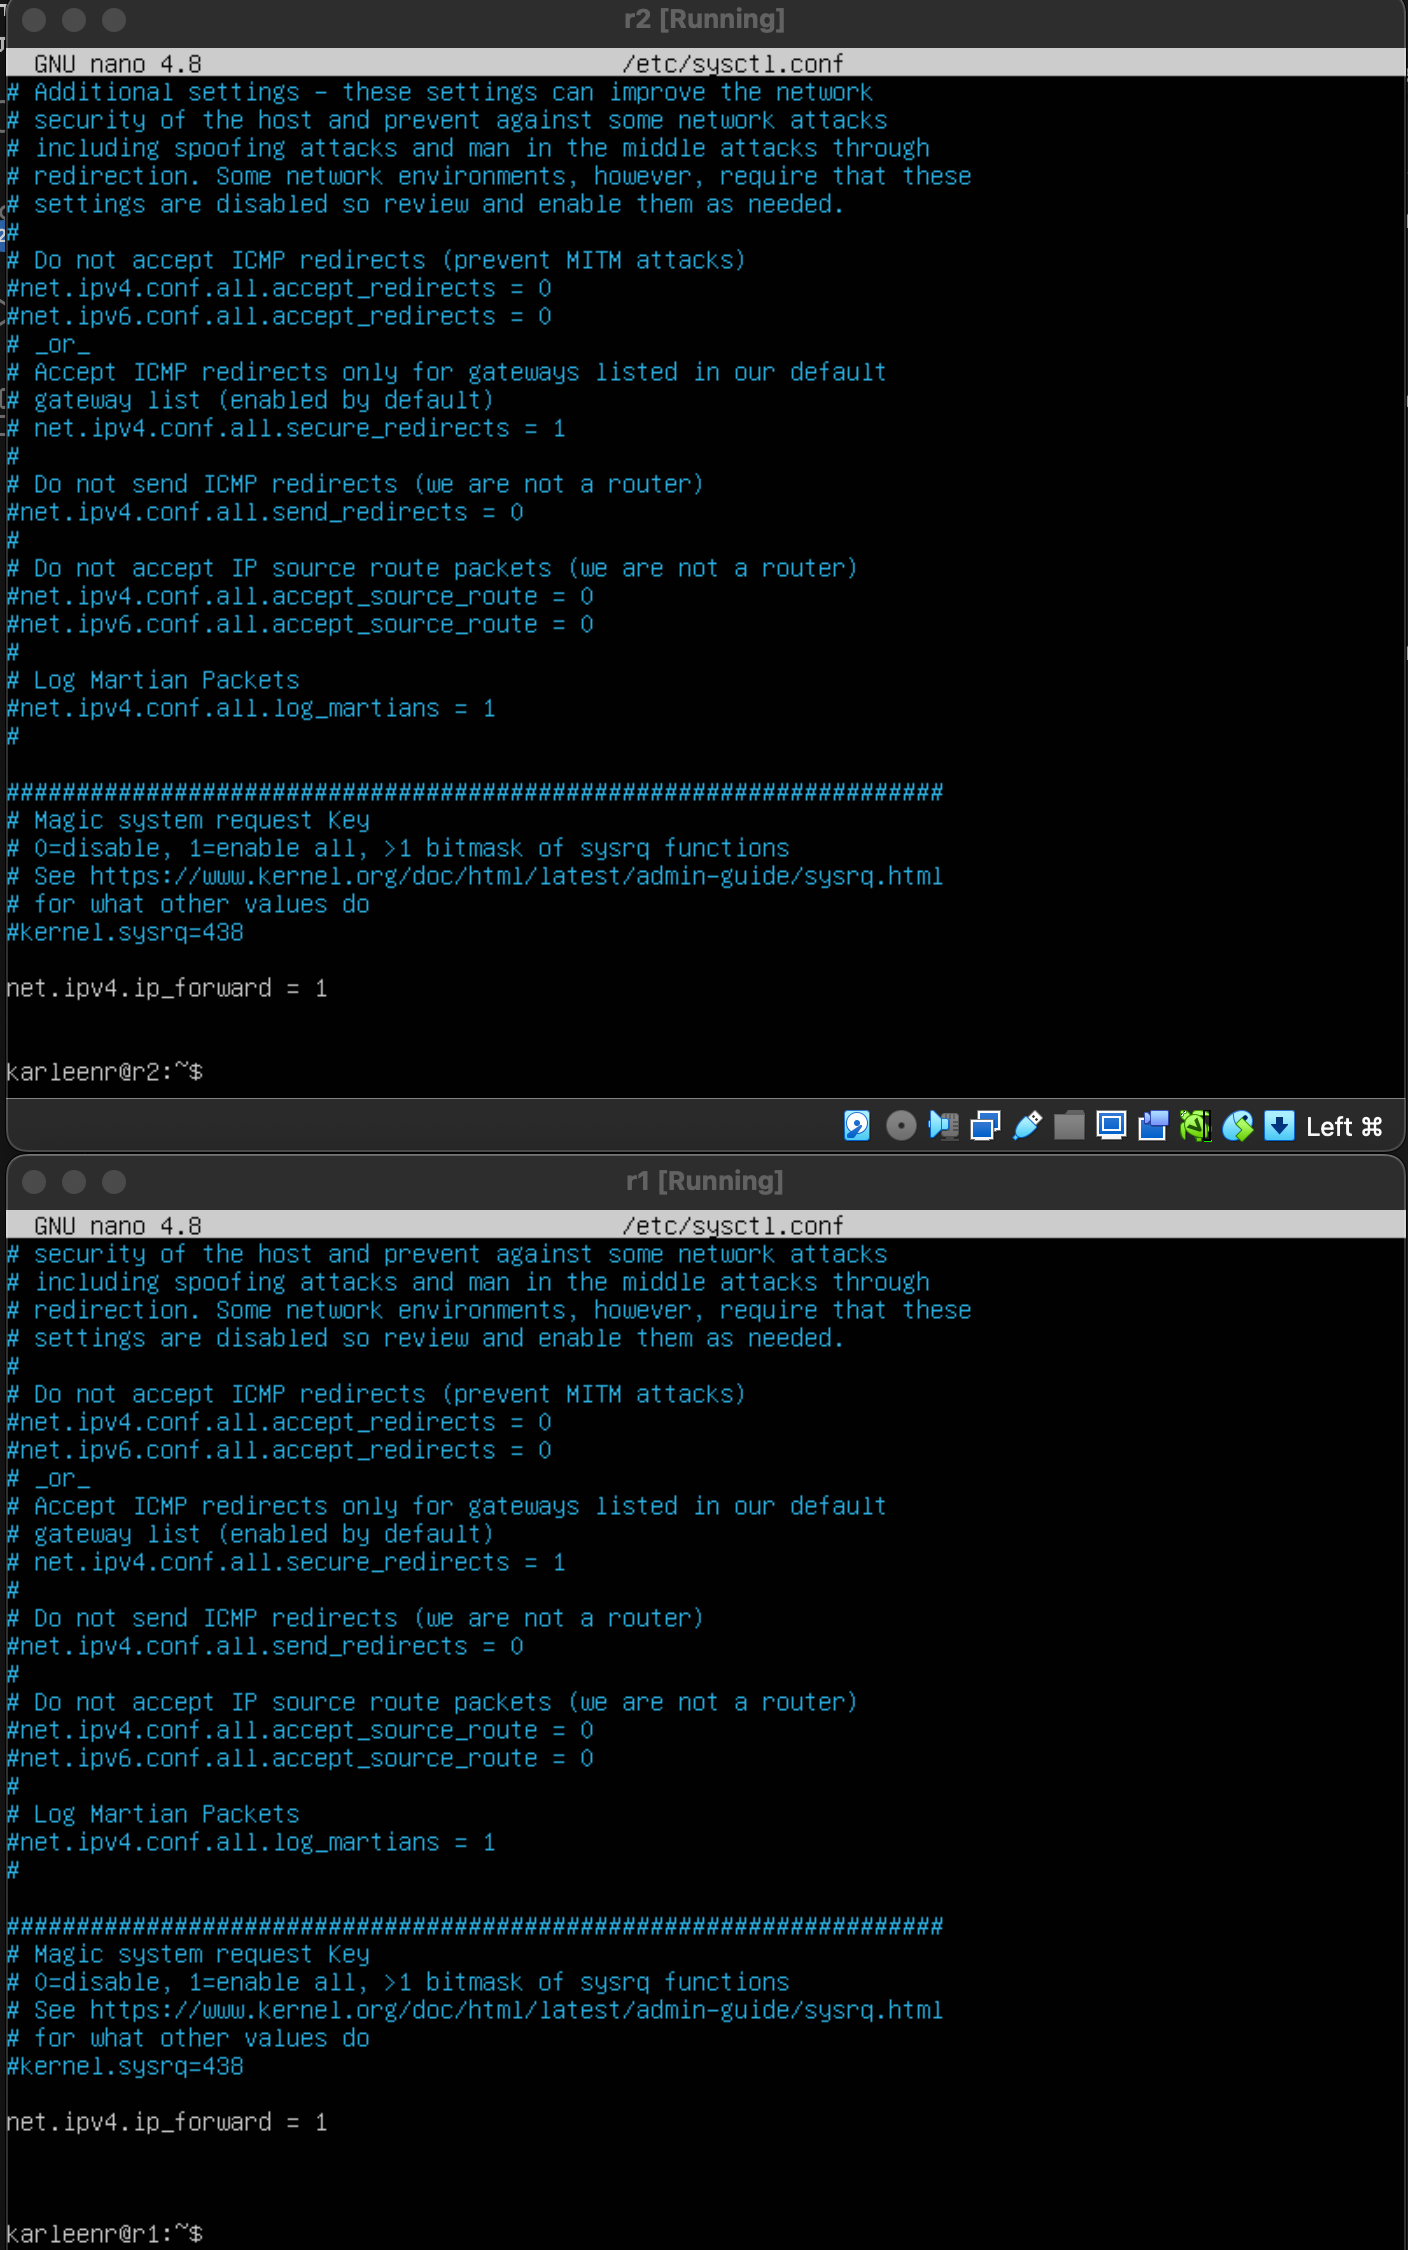 r2 [Running]
GNU nano 4.8 /etc/sysctl.conf
# Additional settings - these settings can improve the network
# security of the host and prevent against some network attacks
# including spoofing attacks and man in the middle attacks through
# redirection. Some network environments, however, require that these
# settings are disabled so review and enable them as needed.
#
# Do not accept ICMP redirects (prevent MITM attacks)
#net.ipv4.conf.all.accept_redirects = 0
#net.ipv6.conf.all.accept_redirects = 0
# _or_
# Accept ICMP redirects only for gateways listed in our default
# gateway list (enabled by default)
# net.ipv4.conf.all.secure_redirects = 1
#
# Do not send ICMP redirects (we are not a router)
#net.ipv4.conf.all.send_redirects = 0
#
# Do not accept IP source route packets (we are not a router)
#net.ipv4.conf.all.accept_source_route = 0
#net.ipv6.conf.all.accept_source_route = 0
#
# Log Martian Packets
#net.ipv4.conf.all.log_martians = 1
#
###################################################################
# Magic system request Key
# 0=disable, 1=enable all, >1 bitmask of sysrq functions
# See https://www.kernel.org/doc/html/latest/admin-guide/sysrq.html
# for what other values do
#kernel.sysrq=438
net.ipv4.ip_forward = 1
karleenr@r2:~$
Left ⌘
r1 [Running]
GNU nano 4.8 /etc/sysctl.conf
# security of the host and prevent against some network attacks
# including spoofing attacks and man in the middle attacks through
# redirection. Some network environments, however, require that these
# settings are disabled so review and enable them as needed.
#
# Do not accept ICMP redirects (prevent MITM attacks)
#net.ipv4.conf.all.accept_redirects = 0
#net.ipv6.conf.all.accept_redirects = 0
# _or_
# Accept ICMP redirects only for gateways listed in our default
# gateway list (enabled by default)
# net.ipv4.conf.all.secure_redirects = 1
#
# Do not send ICMP redirects (we are not a router)
#net.ipv4.conf.all.send_redirects = 0
#
# Do not accept IP source route packets (we are not a router)
#net.ipv4.conf.all.accept_source_route = 0
#net.ipv6.conf.all.accept_source_route = 0
#
# Log Martian Packets
#net.ipv4.conf.all.log_martians = 1
#
###################################################################
# Magic system request Key
# 0=disable, 1=enable all, >1 bitmask of sysrq functions
# See https://www.kernel.org/doc/html/latest/admin-guide/sysrq.html
# for what other values do
#kernel.sysrq=438
net.ipv4.ip_forward = 1
karleenr@r1:~$